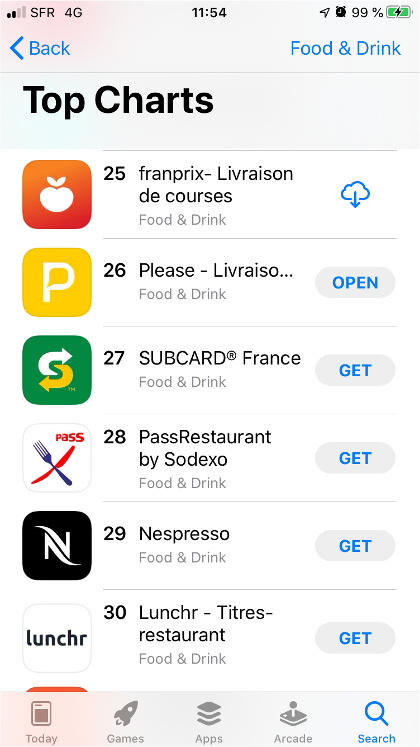 SFR 4G 11:54 99 %
Back Food & Drink
Top Charts
25 franprix- Livraison
de courses
Food & Drink
P
26 Please - Livraiso... OPEN
Food & Drink
S
TM
27 SUBCARD® France GET
Food & Drink
PASS
28 PassRestaurant
by Sodexo GET
Food & Drink
N
29 Nespresso GET
Food & Drink
lunchr
30 Lunchr - Titres-
restaurant GET
Food & Drink
Today Games Apps Arcade Search